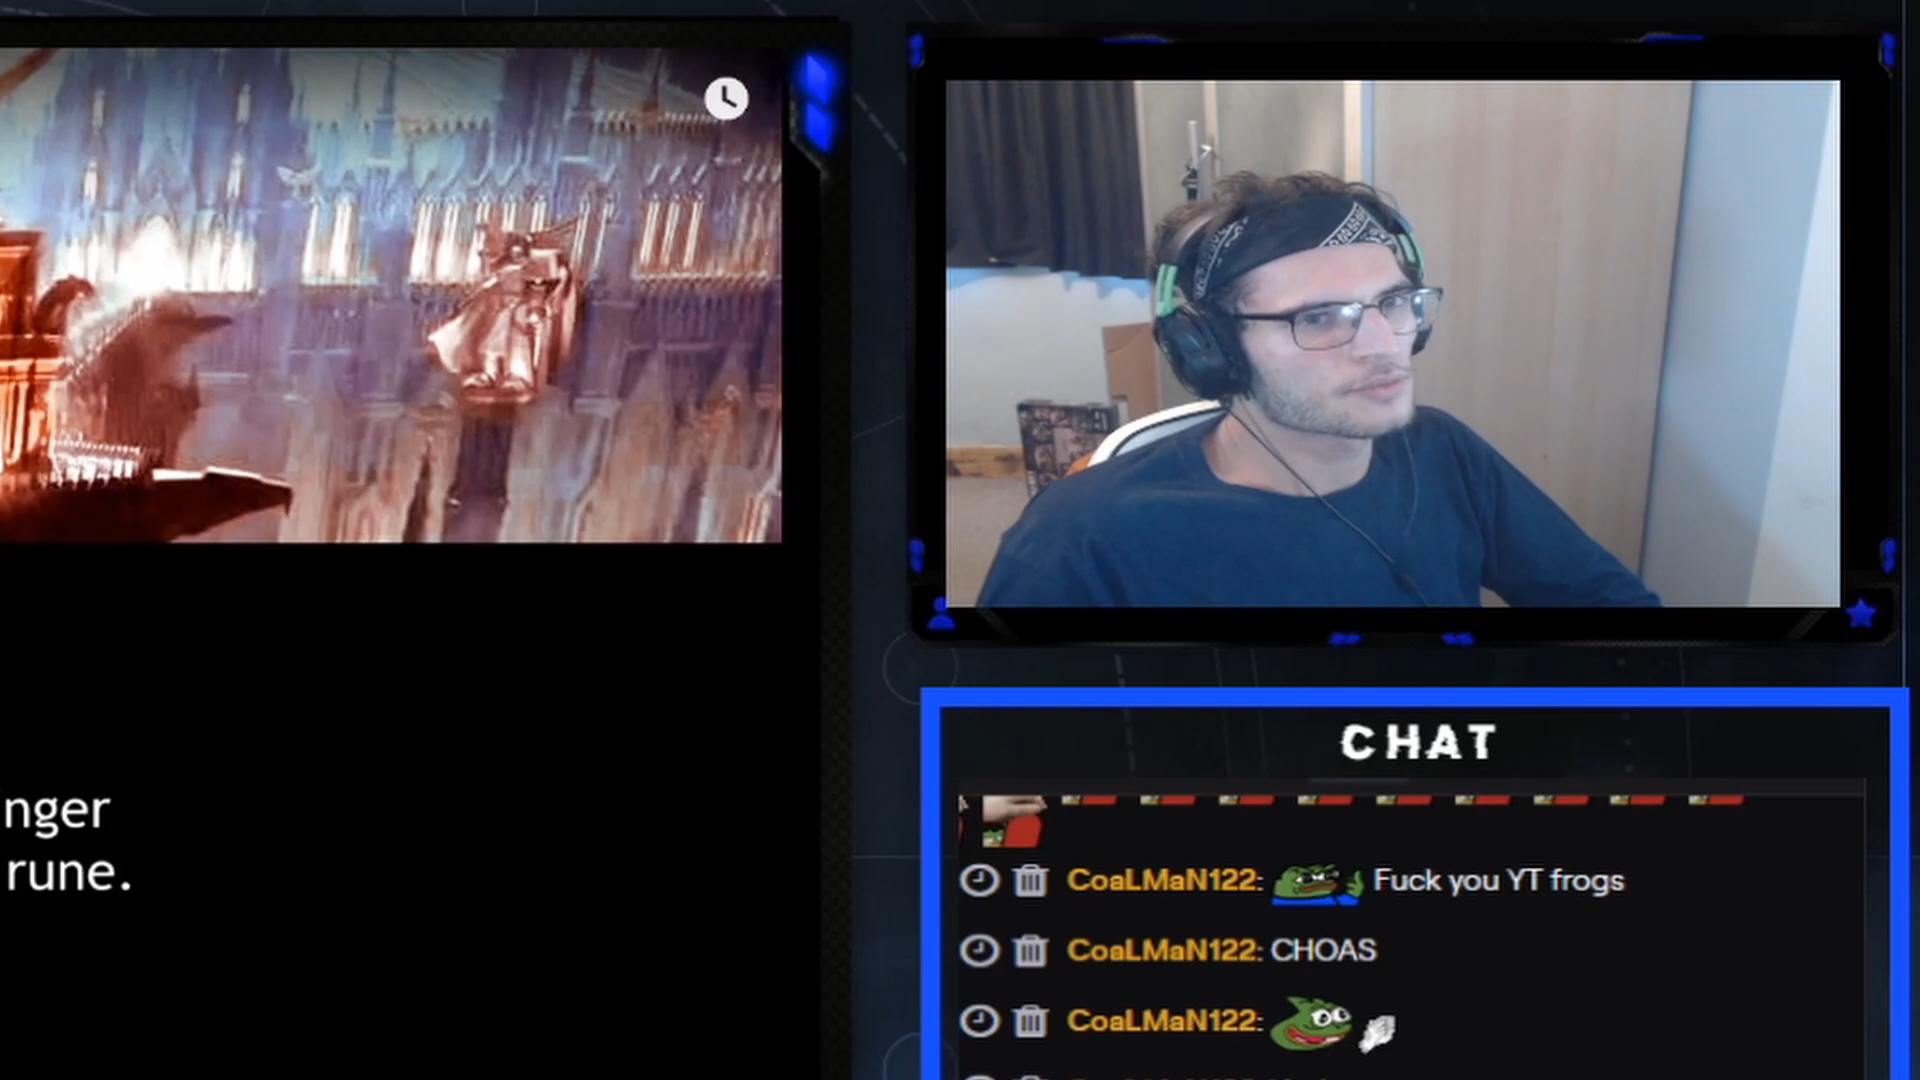 nger
rune.
CHAT
CoaLMaN122: Fuck you YT frogs
CoaLMaN122: CHOAS
CoaLMaN122: